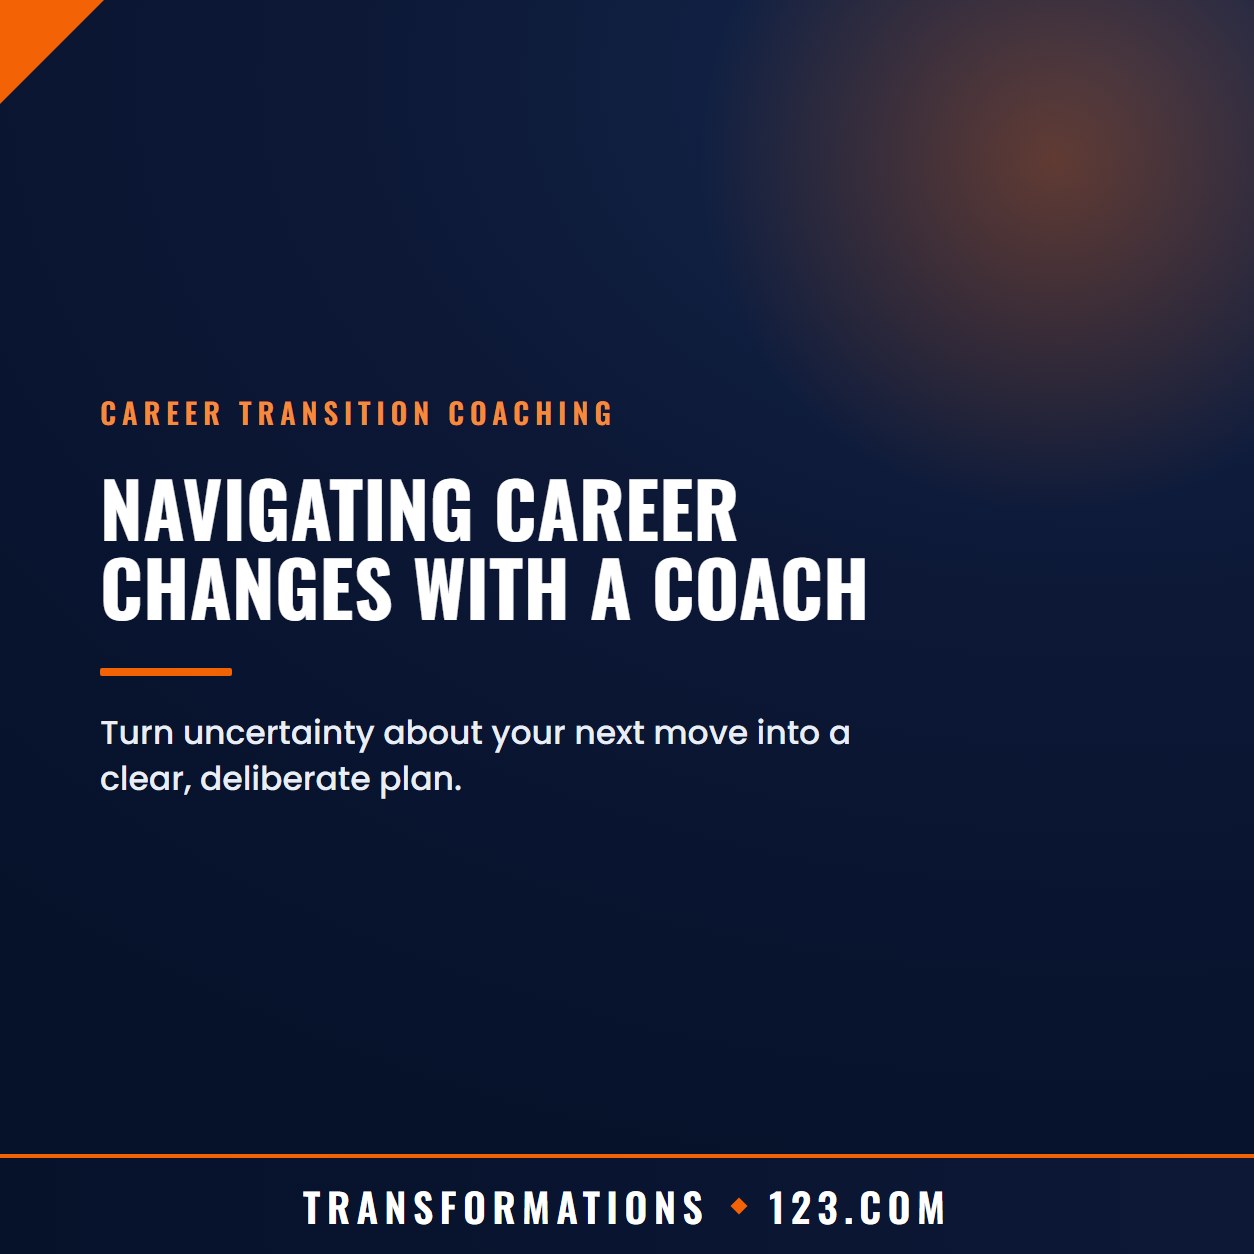 CAREER TRANSITION COACHING
NAVIGATING CAREER
CHANGES WITH A COACH
Turn uncertainty about your next move into a
clear, deliberate plan.
TRANSFORMATIONS ◆ 123.COM